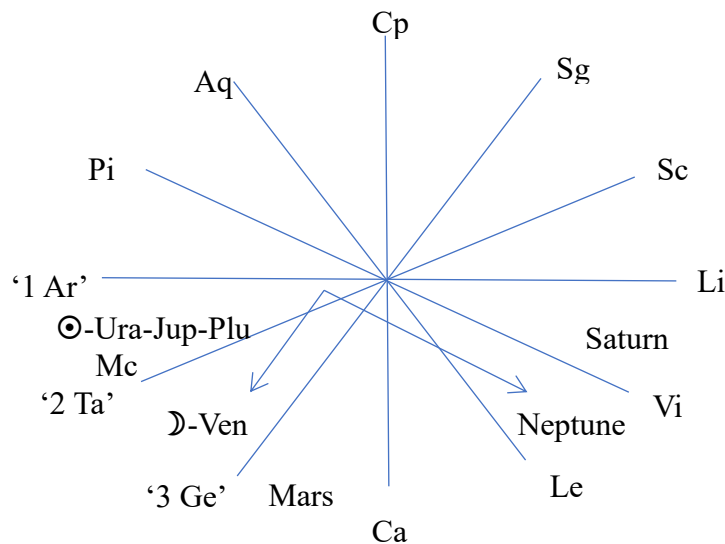 Cp
Aq
Sg
Pi
Sc
‘1 Ar’
Li
☉-Ura-Jup-Plu
Saturn
Mc
‘2 Ta’
Vi
☽-Ven
Neptune
‘3 Ge’
Mars
Le
Ca